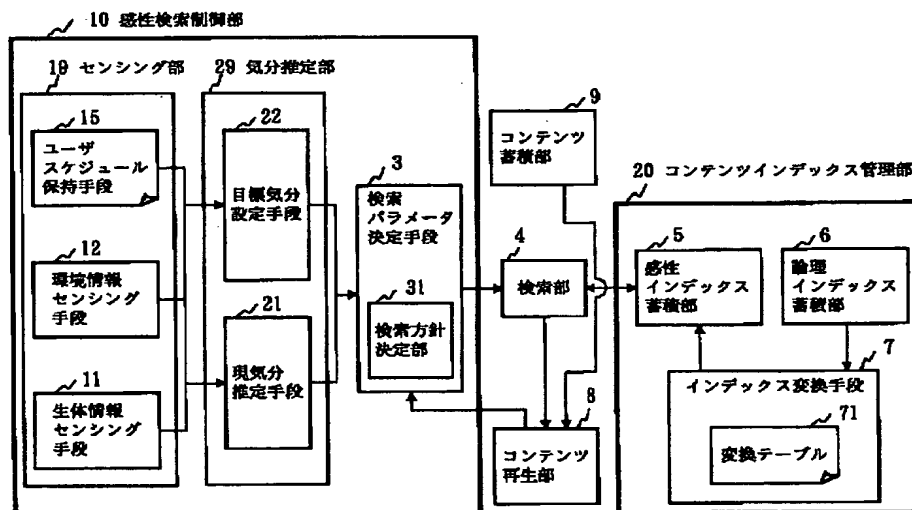 10 感性検索制御部
19 センシング部
29 気分推定部
15
ユーザ
スケジュール
保持手段
12
環境情報
センシング
手段
11
生体情報
センシング
手段
22
目標気分
設定手段
21
現気分
推定手段
3
検索
パラメータ
決定手段
31
検索方針
決定部
9
コンテンツ
蓄積部
4
検索部
8
コンテンツ
再生部
20 コンテンツインデックス管理部
5
感性
インデックス
蓄積部
6
論理
インデックス
蓄積部
7
インデックス変換手段
71
変換テーブル